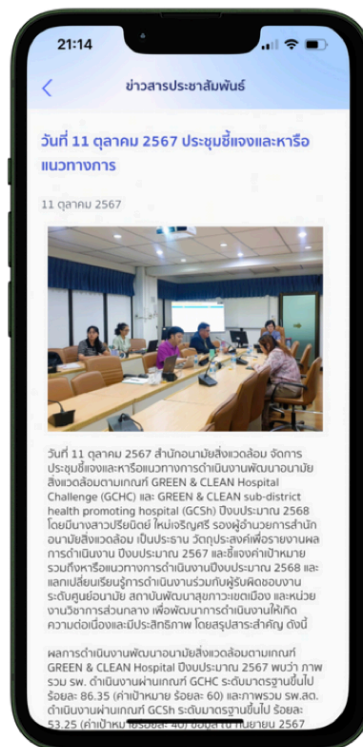 21:14
ข่าวสารประชาสัมพันธ์
วันที่ 11 ตุลาคม 2567 ประชุมชี้แจงและหารือ
แนวทางการ
11 ตุลาคม 2567
วันที่ 11 ตุลาคม 2567 สำนักอนามัยสิ่งแวดล้อม จัดการ
ประชุมชี้แจงและหารือแนวทางการดำเนินงานพัฒนาอนามัย
สิ่งแวดล้อมตามเกณฑ์ GREEN & CLEAN Hospital
Challenge (GCHC) และ GREEN & CLEAN sub-district
health promoting hospital (GCSh) ปีงบประมาณ 2568
โดยมีนางสาวปรียนิตย์ ใหม่เจริญศรี รองผู้อำนวยการสำนัก
อนามัยสิ่งแวดล้อม เป็นประธาน วัตถุประสงค์เพื่อรายงานผล
การดำเนินงาน ปีงบประมาณ 2567 และชี้แจงค่าเป้าหมาย
รวมถึงหารือแนวทางการดำเนินงานปีงบประมาณ 2568 และ
แลกเปลี่ยนเรียนรู้การดำเนินงานร่วมกับผู้รับผิดชอบงาน
ระดับศูนย์อนามัย สถาบันพัฒนาสุขภาวะเขตเมือง และหน่วย
งานวิชาการส่วนกลาง เพื่อพัฒนาการดำเนินงานให้เกิด
ความต่อเนื่องและมีประสิทธิภาพ โดยสรุปสาระสำคัญ ดังนี้
ผลการดำเนินงานพัฒนาอนามัยสิ่งแวดล้อมตามเกณฑ์
GREEN & CLEAN Hospital ปีงบประมาณ 2567 พบว่า ภาพ
รวม รพ. ดำเนินงานผ่านเกณฑ์ GCHC ระดับมาตรฐานขึ้นไป
ร้อยละ 86.35 (ค่าเป้าหมาย ร้อยละ 60) และภาพรวม รพ.สต.
ดำเนินงานผ่านเกณฑ์ GCSh ระดับมาตรฐานขึ้นไป ร้อยละ
53.25 (ค่าเป้าหมายร้อยละ 40) ข้อมูล ณ กันยายน 2567